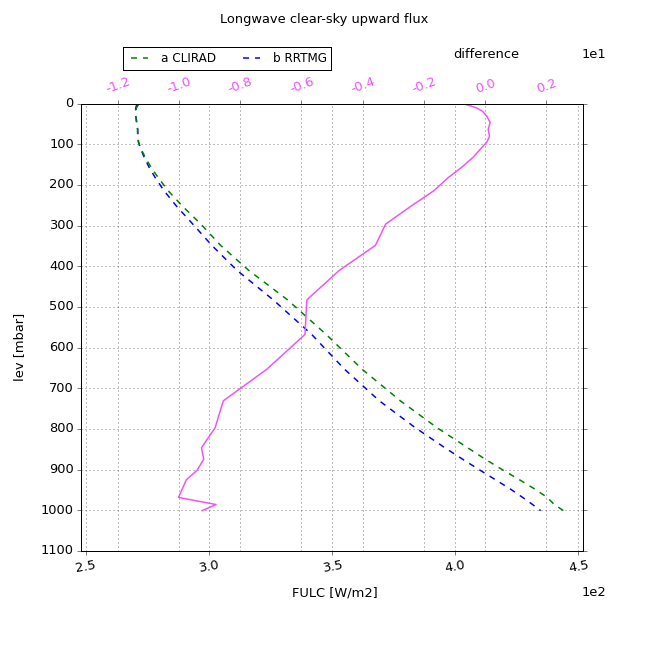 Longwave clear-sky upward flux
a CLIRAD b RRTMG difference 1e1
-1.2 -1.0 -0.8 -0.6 -0.4 -0.2 0.0 0.2
0
100
200
300
400
500
600
700
800
900
1000
1100
lev [mbar]
2.5 3.0 3.5 4.0 4.5
FULC [W/m2] 1e2